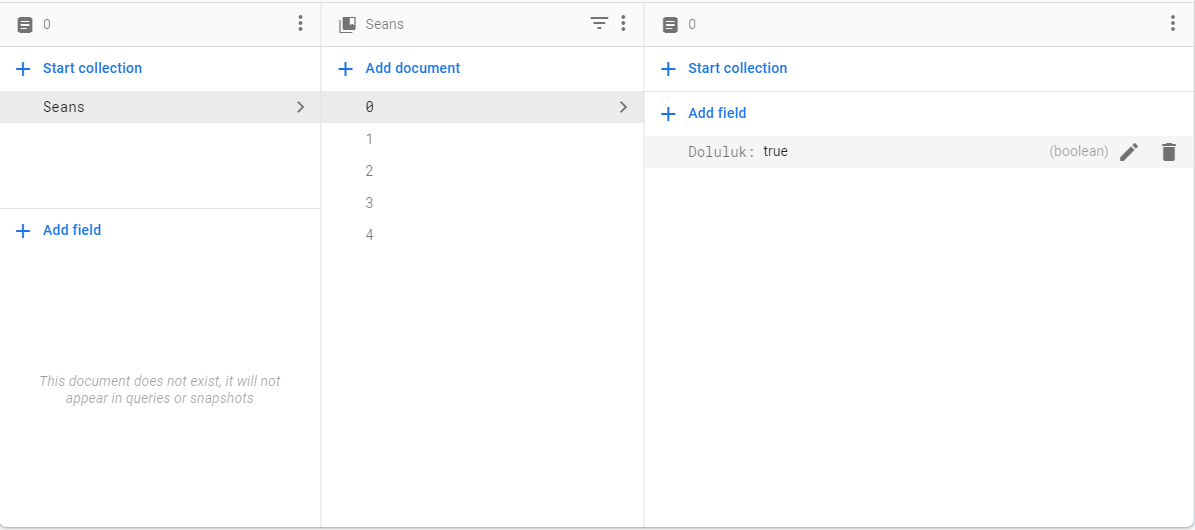 0
Start collection
Seans
Add field
This document does not exist, it will not
appear in queries or snapshots
Seans
Add document
0
1
2
3
4
0
Start collection
Add field
Doluluk: true (boolean)